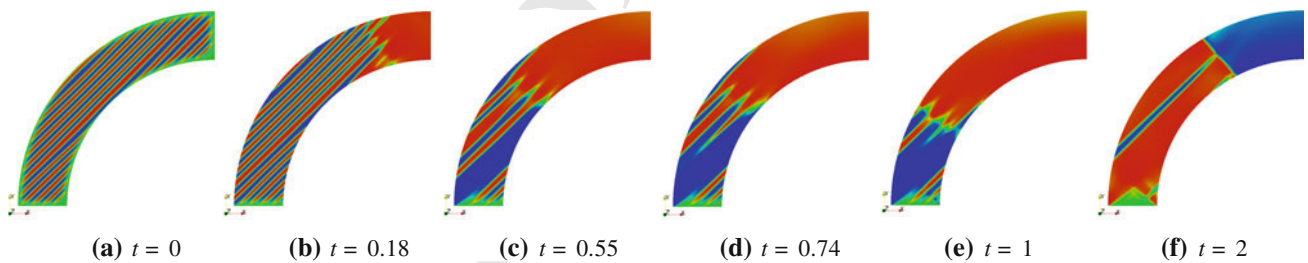 (a) t = 0
(b) t = 0.18
(c) t = 0.55
(d) t = 0.74
(e) t = 1
(f) t = 2